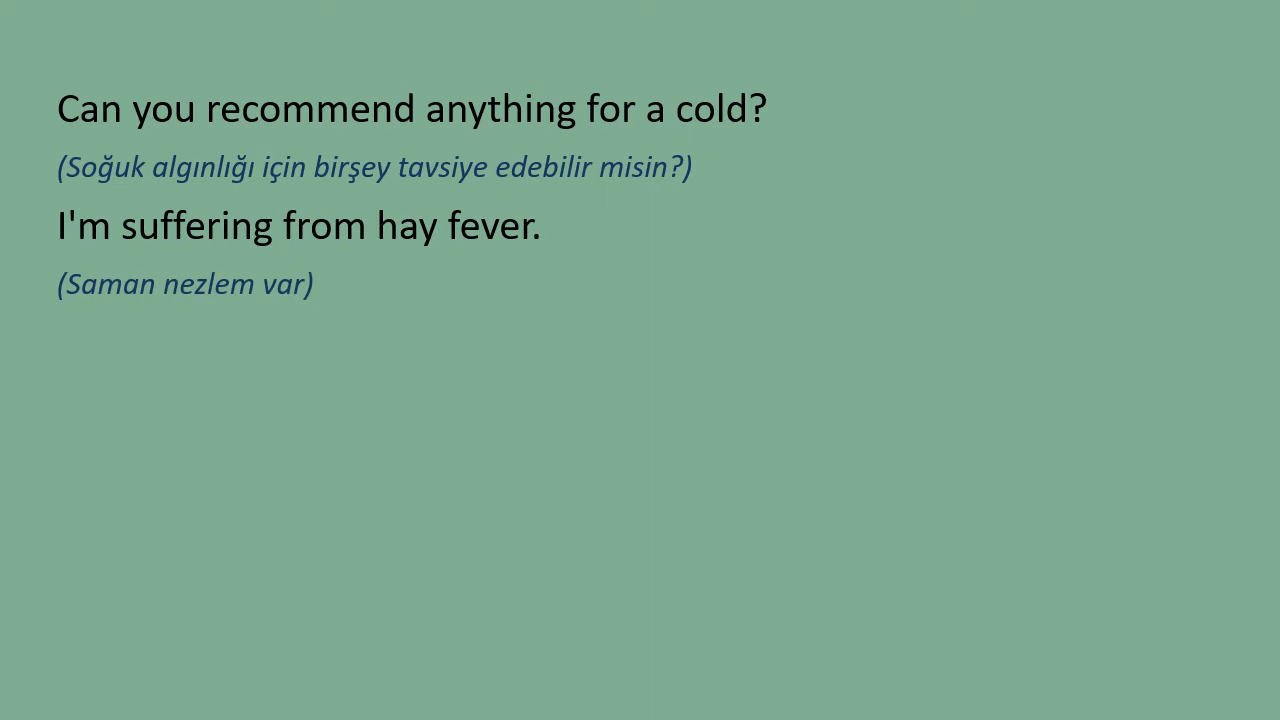 Can you recommend anything for a cold?
(Soğuk algınlığı için birşey tavsiye edebilir misin?)
I'm suffering from hay fever.
(Saman nezlem var)